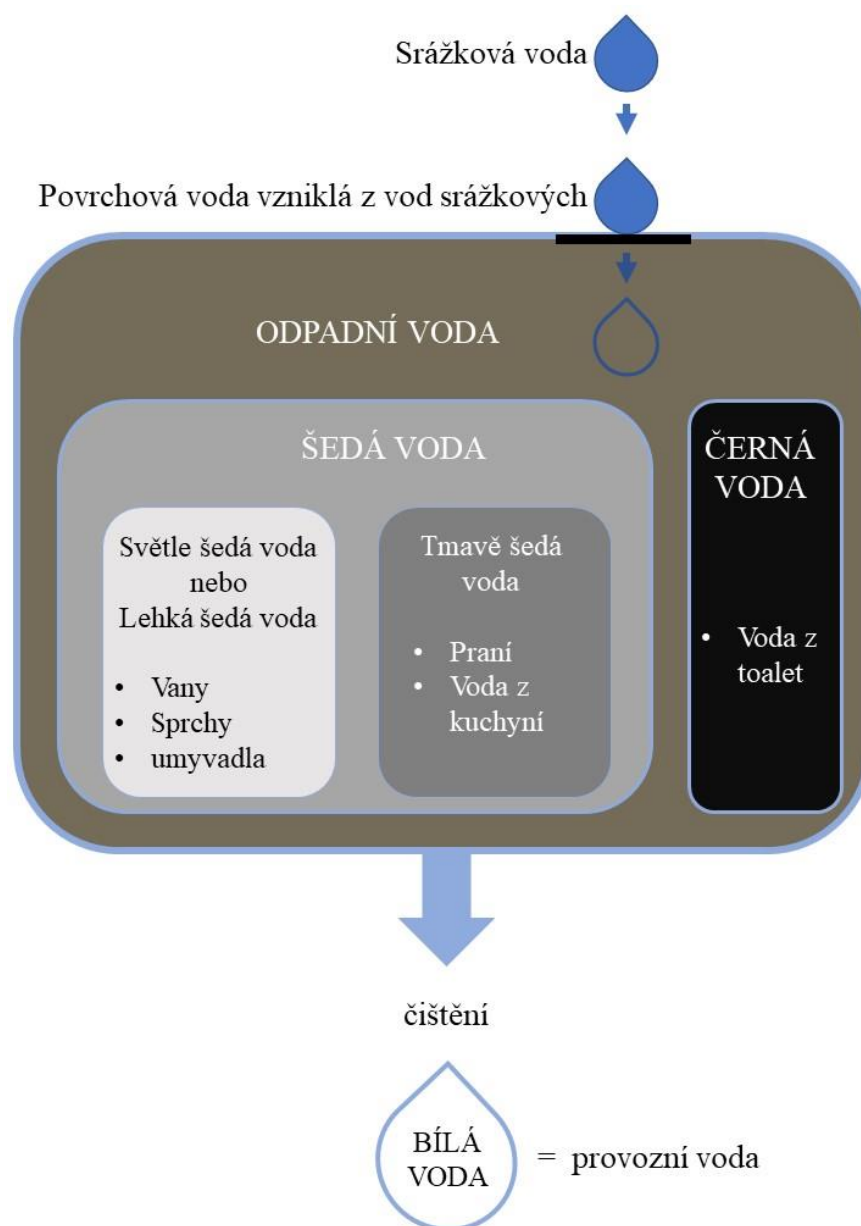 Srážková voda
Povrchová voda vzniklá z vod srážkových
ODPADNÍ VODA
ŠEDÁ VODA
Světle šedá voda
nebo
Lehká šedá voda
• Vany
• Sprchy
• umyvadla
Tmavě šedá
voda
• Praní
• Voda z
kuchyní
ČERNÁ
VODA
• Voda z
toalet
čištění
BÍLÁ
VODA
= provozní voda